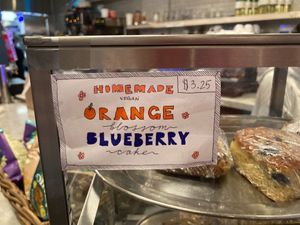 HOMEMADE
$3.25
VEGAN
ORANGE
blossom
BLUEBERRY
cake